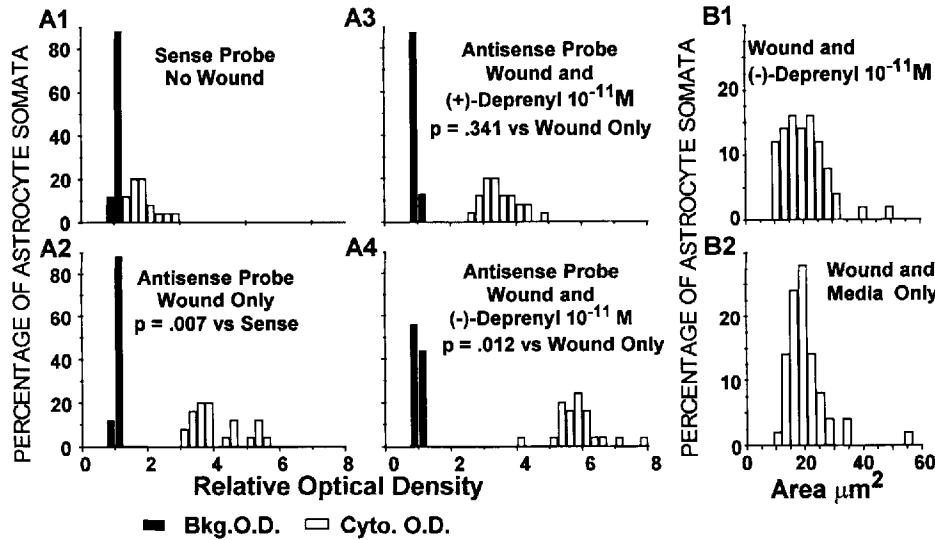 A1
Sense Probe
No Wound
80
60
40
20
0
A3
Antisense Probe
Wound and
(+)-Deprenyl 10⁻¹¹M
p = .341 vs Wound Only
B1
Wound and
(-)-Deprenyl 10⁻¹¹M
20
10
0
A2
Antisense Probe
Wound Only
p = .007 vs Sense
80
60
40
20
0
0 2 4 6 8
A4
Antisense Probe
Wound and
(-)-Deprenyl 10⁻¹¹ M
p = .012 vs Wound Only
0 2 4 6 8
B2
Wound and
Media Only
20
10
0
0 20 40 60
PERCENTAGE OF ASTROCYTE SOMATA
PERCENTAGE OF ASTROCYTE SOMATA
Relative Optical Density
Area μm²
Bkg.O.D. Cyto. O.D.